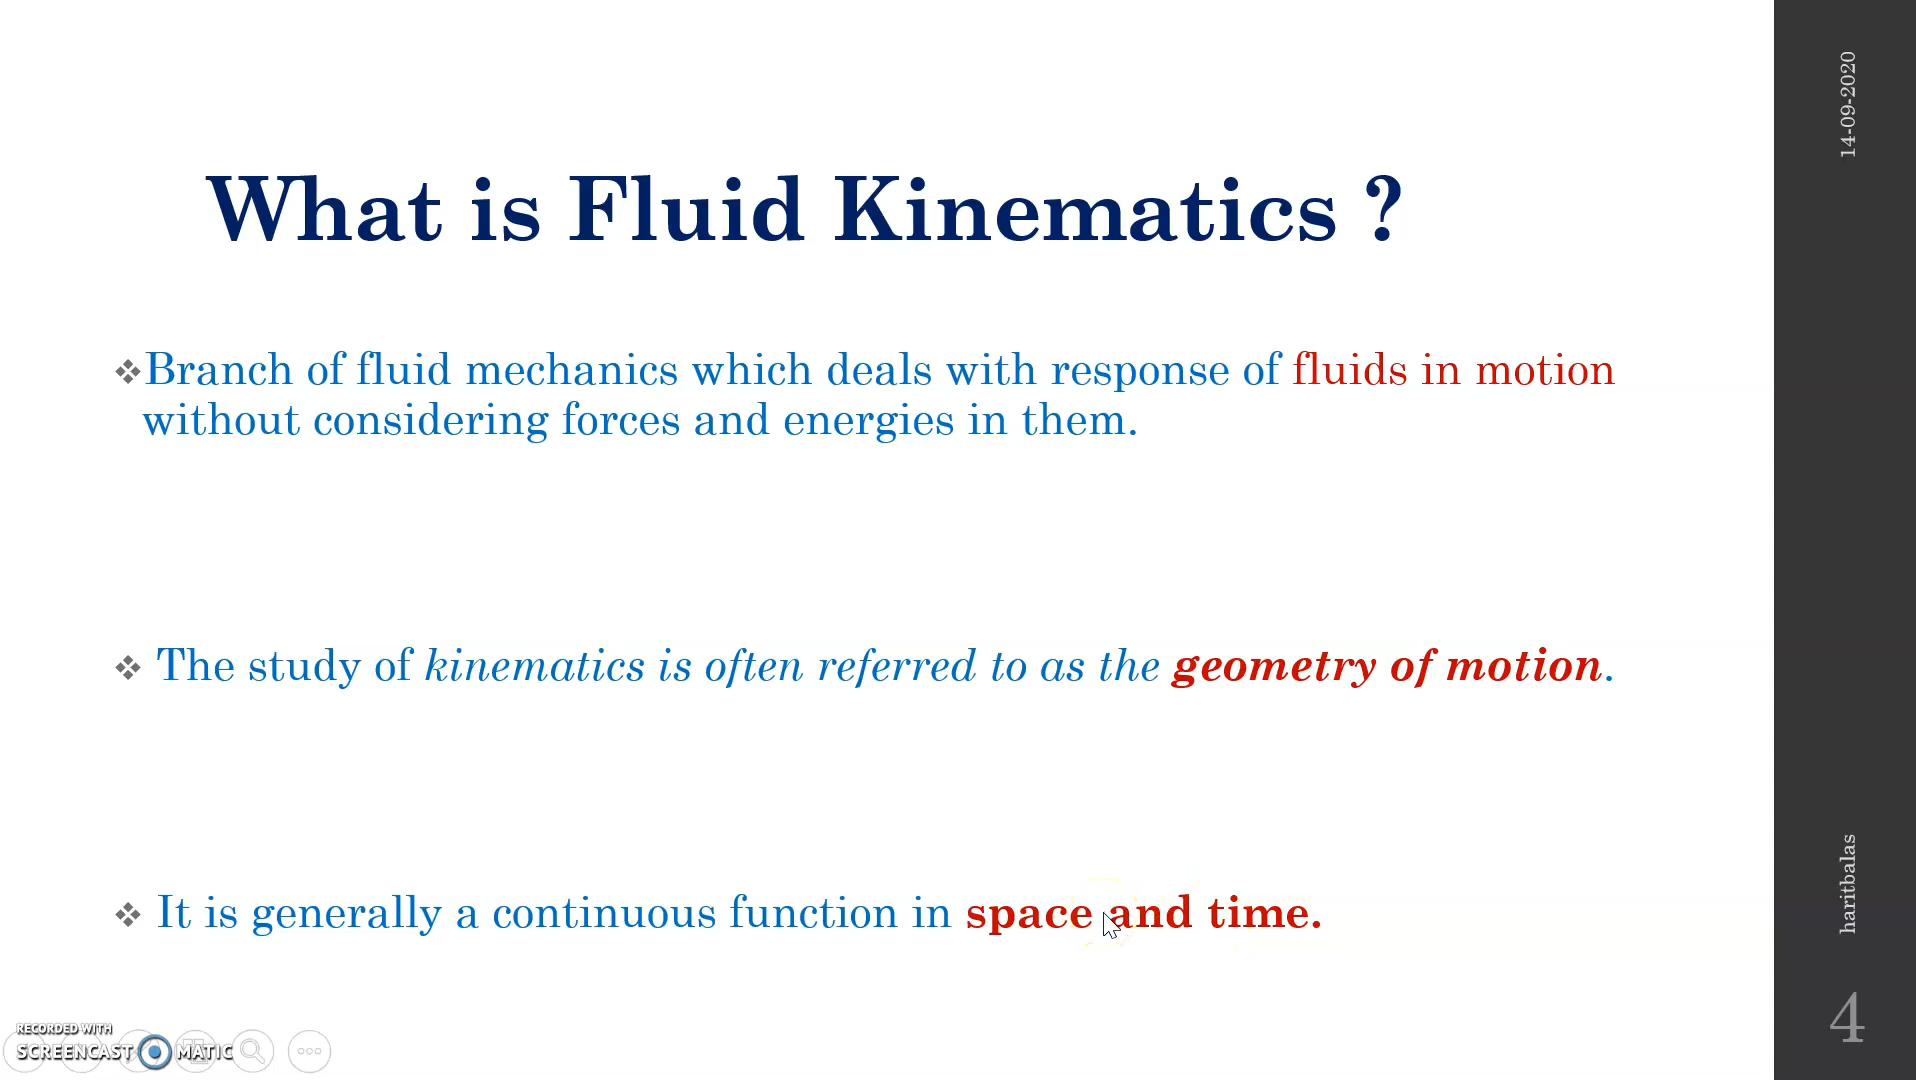 What is Fluid Kinematics ?
❖Branch of fluid mechanics which deals with response of fluids in motion
without considering forces and energies in them.
❖ The study of kinematics is often referred to as the geometry of motion.
❖ It is generally a continuous function in space and time.
14-09-2020
haritbalas
4
RECORDED WITH
SCREENCAST MATIC